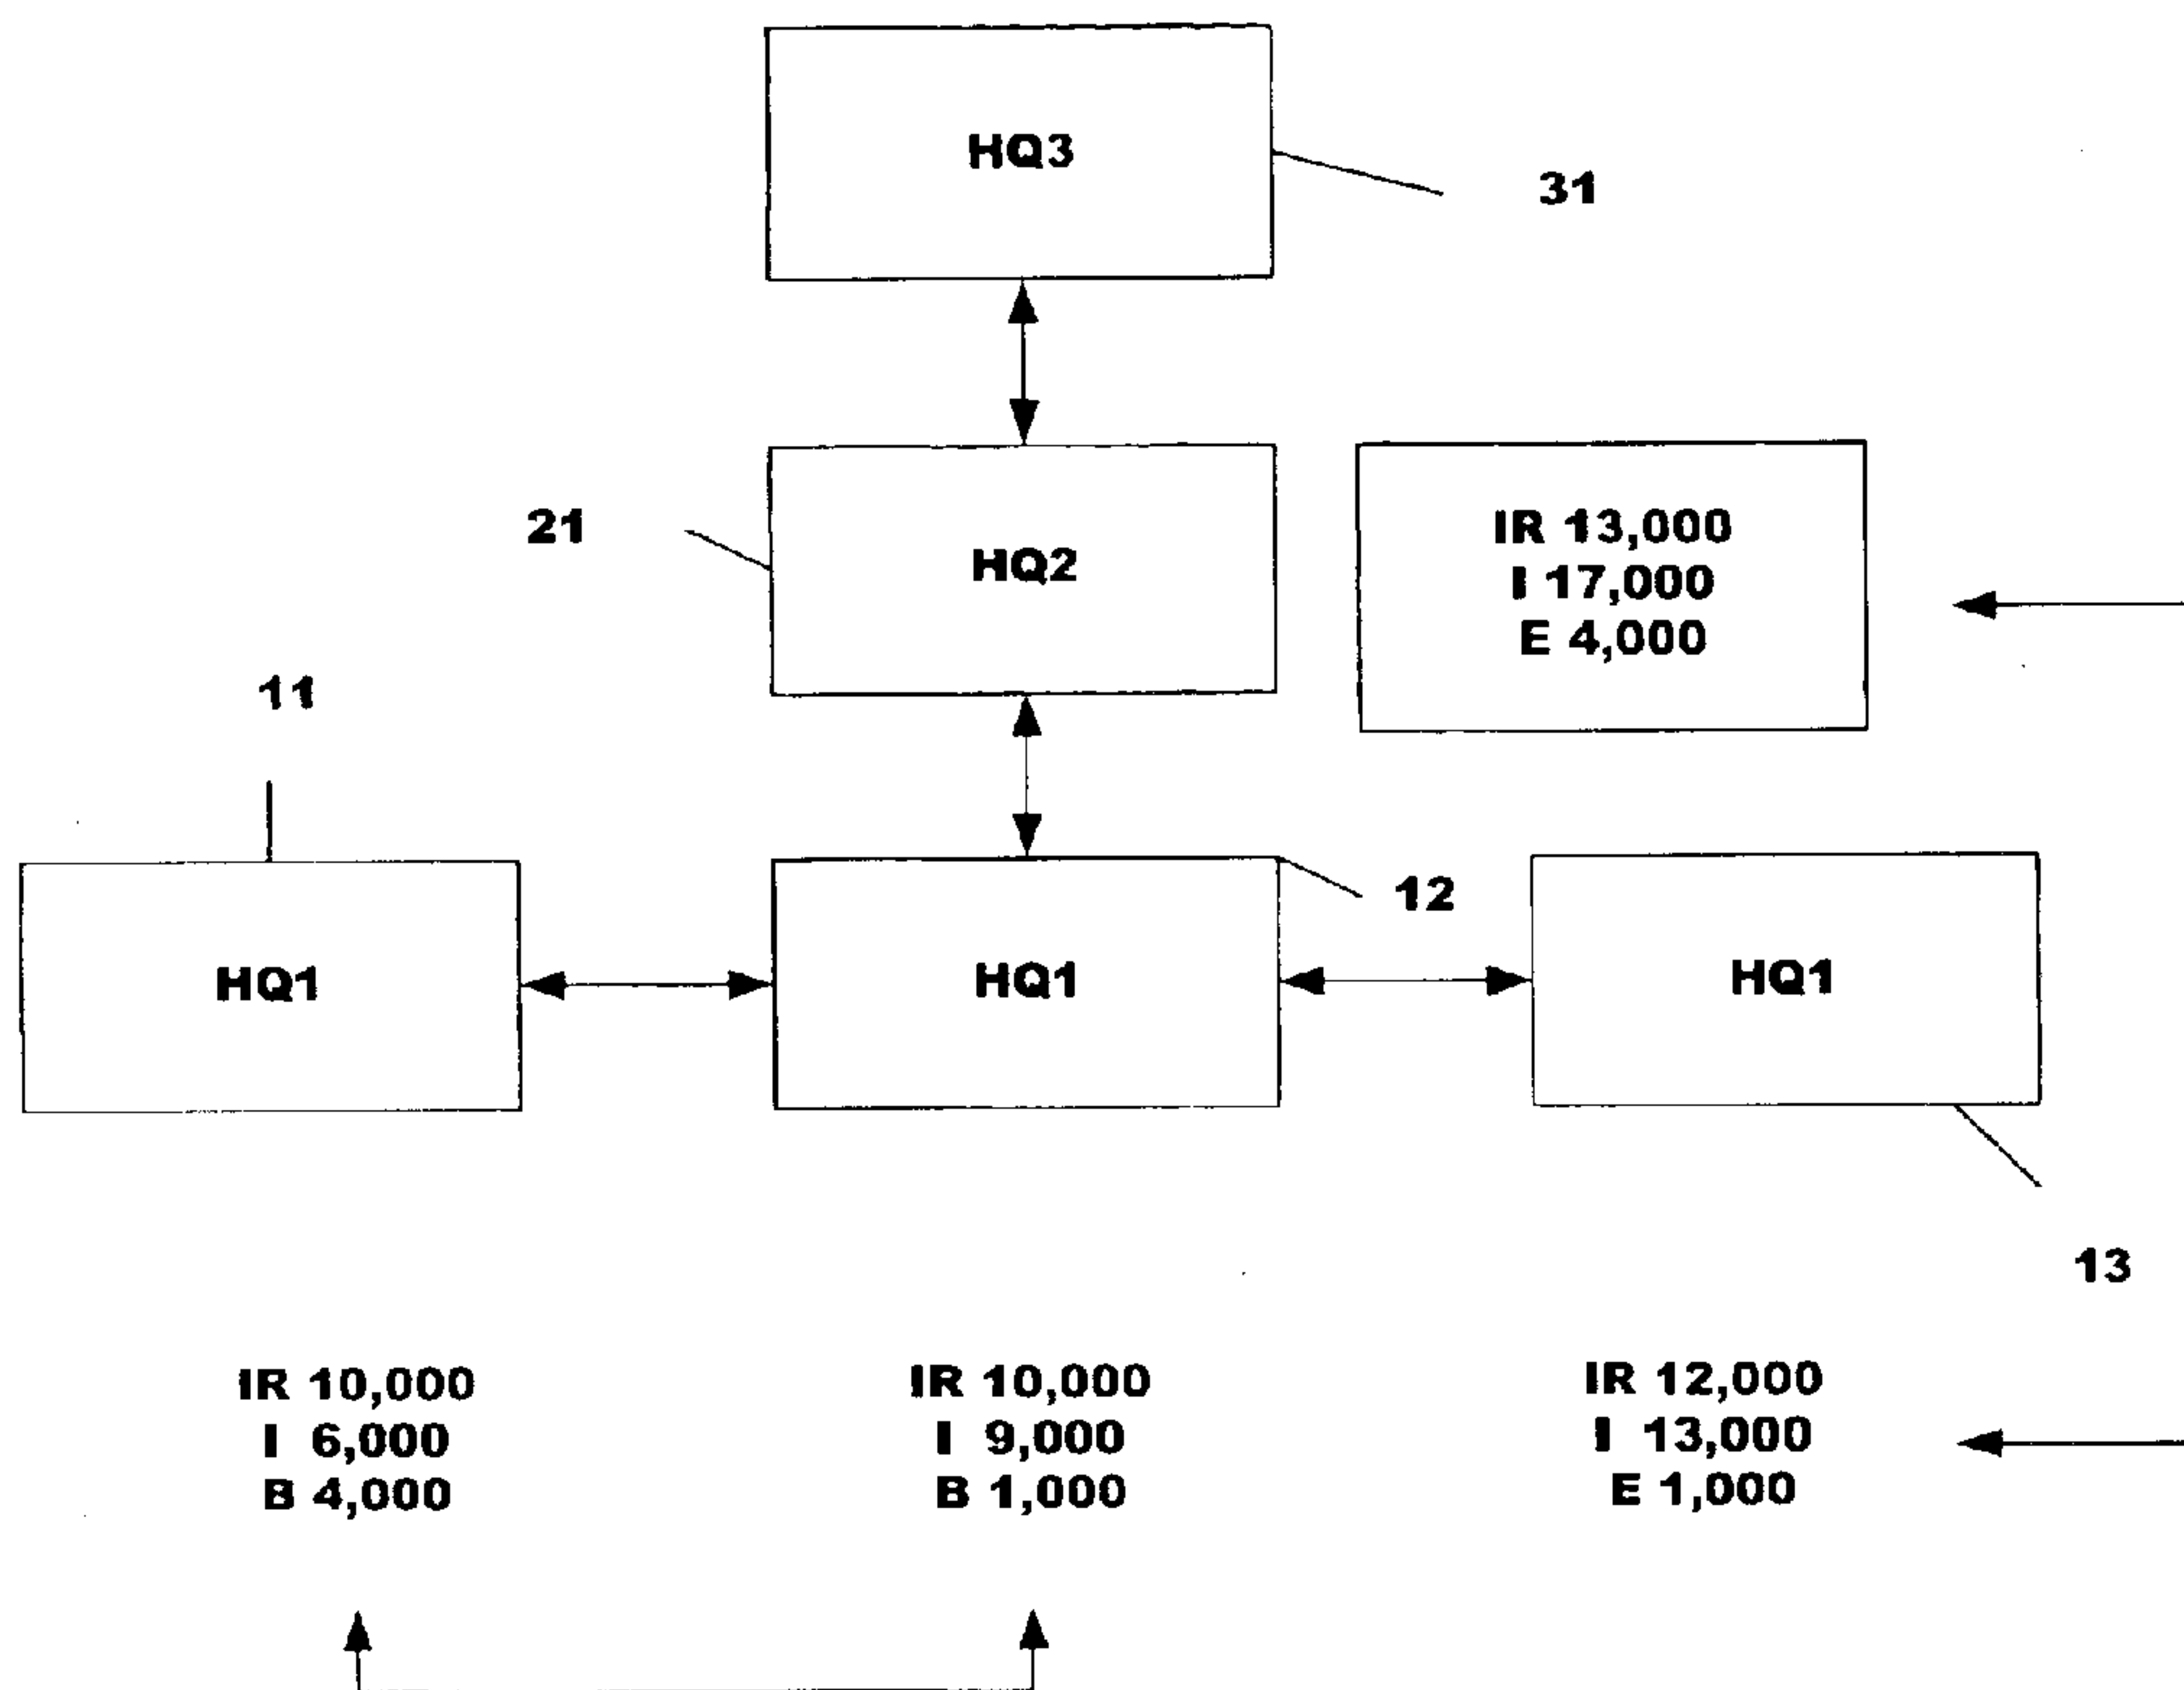 HQ3
31
21
HQ2
IR 13,000
I 17,000
E 4,000
11
12
HQ1
HQ1
HQ1
13
IR 10,000
I 6,000
B 4,000
IR 10,000
I 9,000
B 1,000
IR 12,000
I 13,000
E 1,000